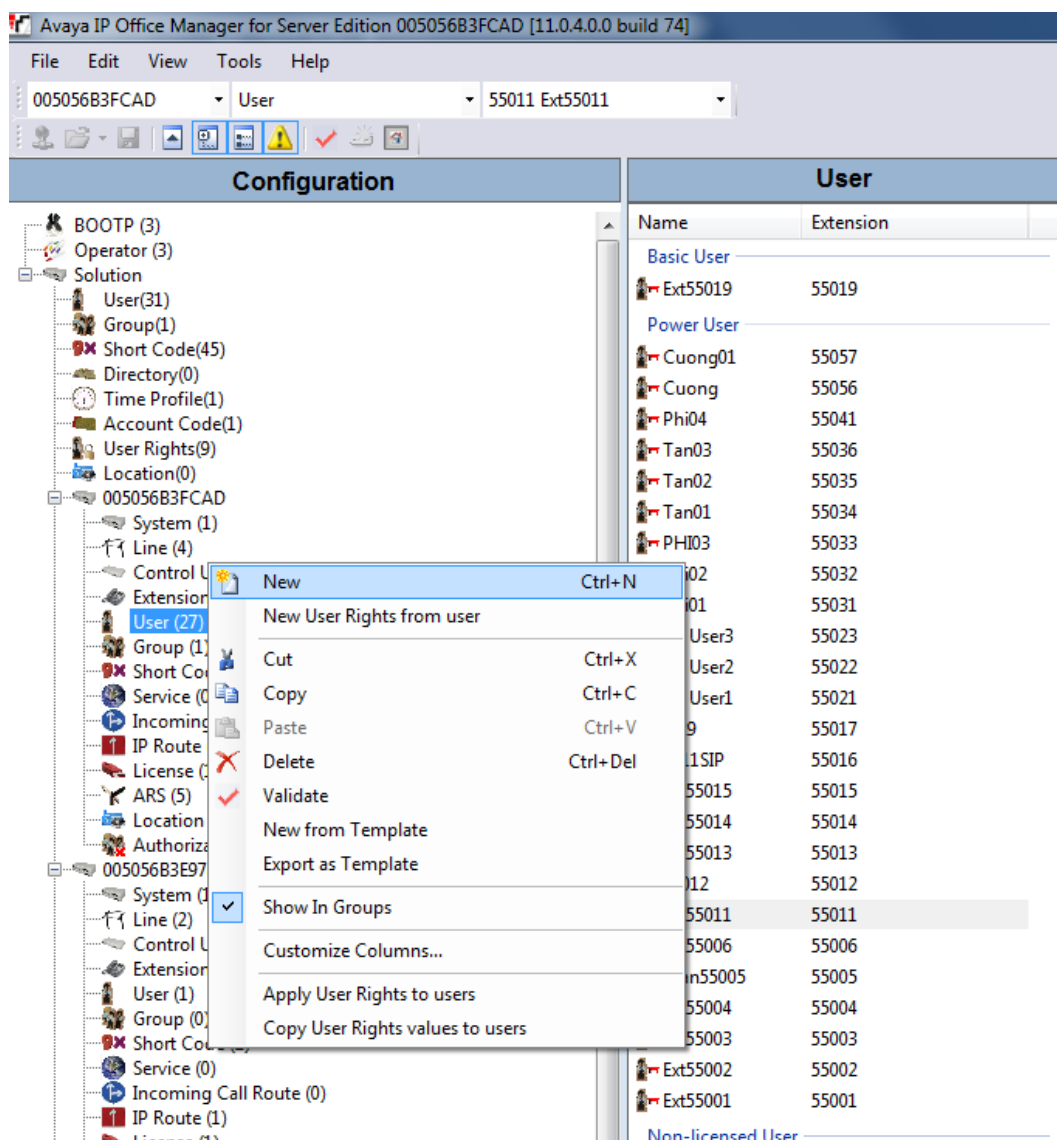 Avaya IP Office Manager for Server Edition 005056B3FCAD [11.0.4.0.0 build 74]
File Edit View Tools Help
005056B3FCAD User 55011 Ext55011
Configuration
BOOTP (3)
Operator (3)
Solution
User(31)
Group(1)
Short Code(45)
Directory(0)
Time Profile(1)
Account Code(1)
User Rights(9)
Location(0)
005056B3FCAD
System (1)
Line (4)
Control U
Extension
User (27)
Group (1)
Short Co
Service (0
Incoming
IP Route
License (
ARS (5)
Location
Authoriza
005056B3E97
System (1
Line (2)
Control U
Extension
User (1)
Group (0)
Short Co
Service (0)
Incoming Call Route (0)
IP Route (1)
License (1)
New Ctrl+N
New User Rights from user
Cut Ctrl+X
Copy Ctrl+C
Paste Ctrl+V
Delete Ctrl+Del
Validate
New from Template
Export as Template
Show In Groups
Customize Columns...
Apply User Rights to users
Copy User Rights values to users
User
Name Extension
Basic User
Ext55019 55019
Power User
Cuong01 55057
Cuong 55056
Phi04 55041
Tan03 55036
Tan02 55035
Tan01 55034
PHI03 55033
i02 55032
i01 55031
User3 55023
User2 55022
User1 55021
9 55017
1SIP 55016
55015 55015
55014 55014
55013 55013
012 55012
55011 55011
55006 55006
n55005 55005
55004 55004
55003 55003
Ext55002 55002
Ext55001 55001
Non-licensed User